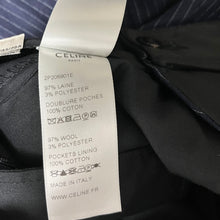 CELINE
PARIS
2P206901E
97% LAINE
3% POLYESTER
DOUBLURE
POCHES
100% COTON
97% WOOL
3% POLYESTER
POCKETS LINING
100% COTTON
MADE IN ITALY
WWW.CELINE.FR